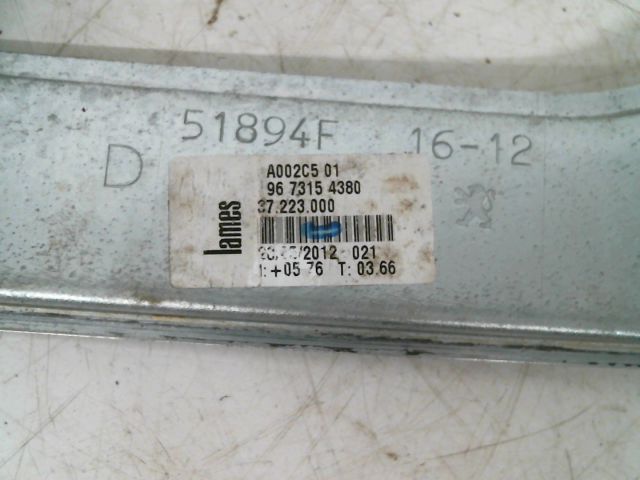 51894F 16-12
D
lames
A002C5 01
96 7315 4380
37.223.000
/2012 021
: +05 76 T: 03.66